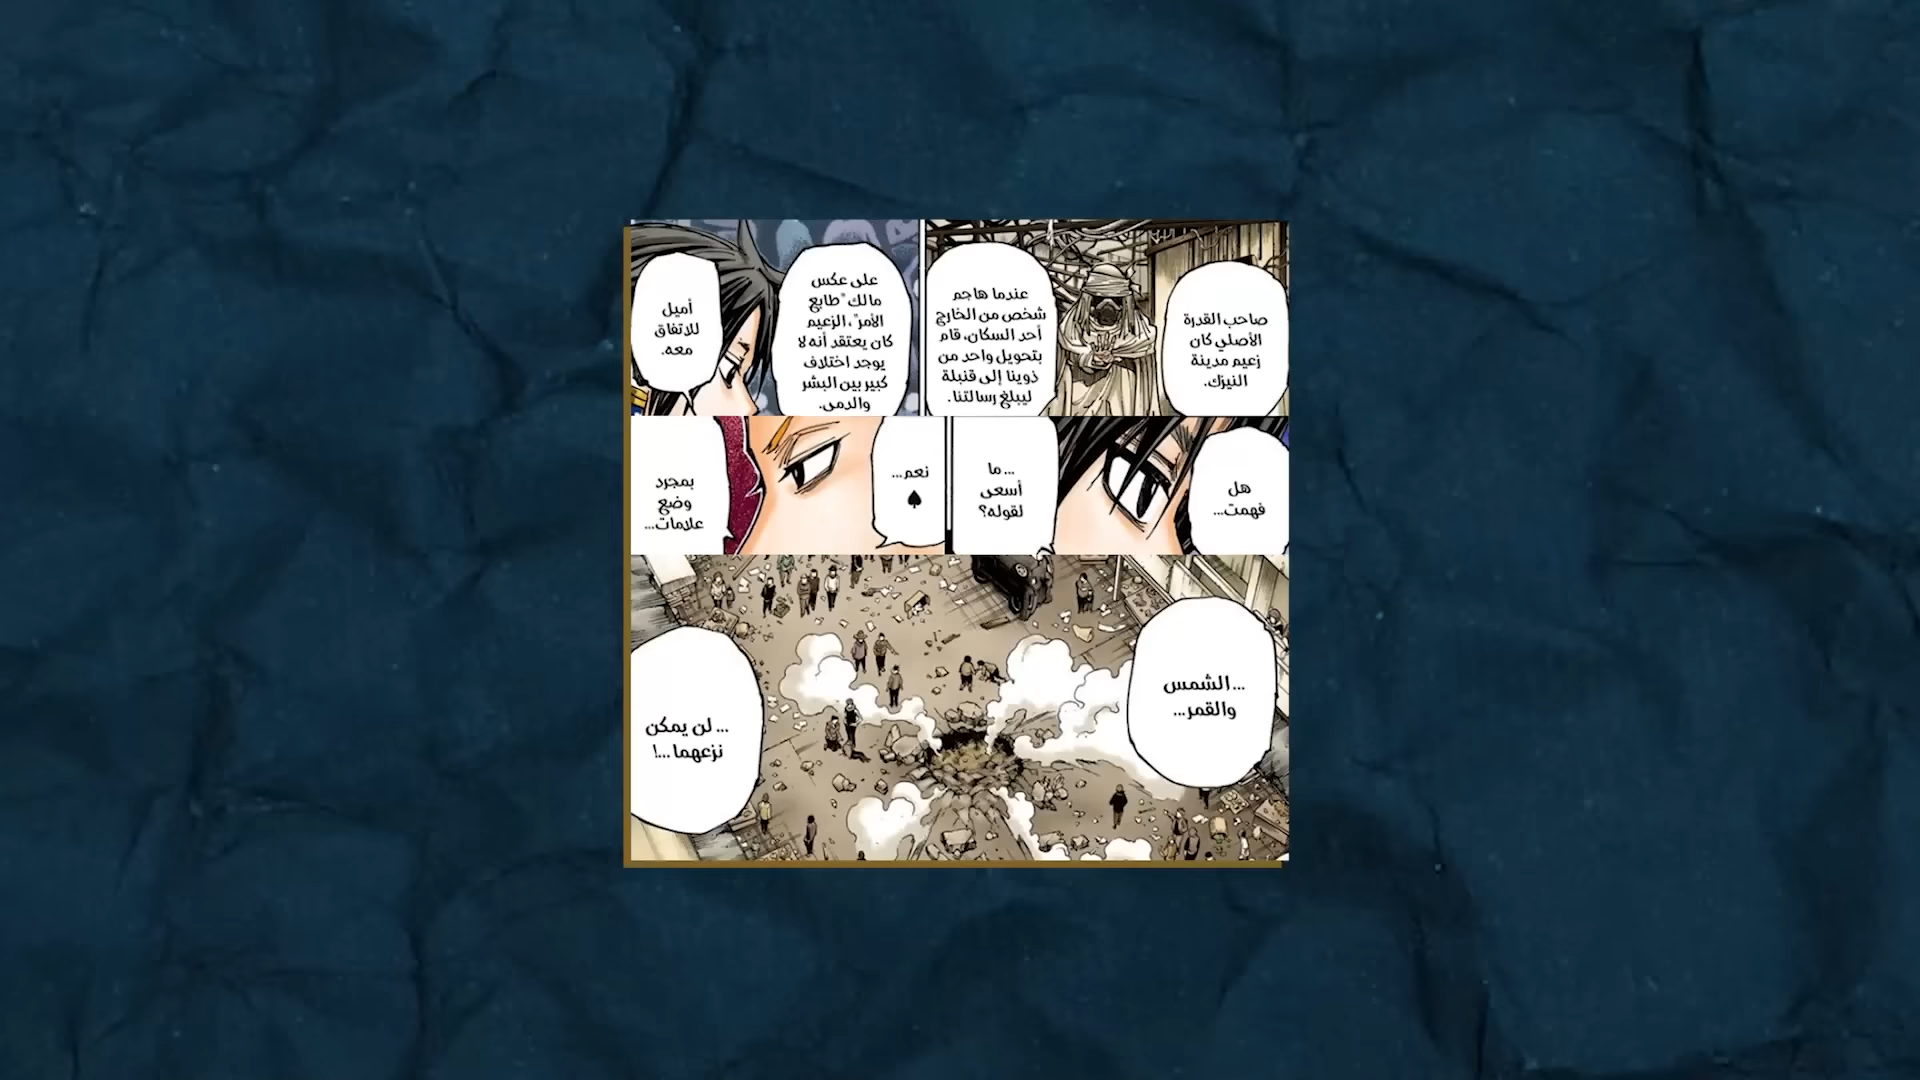 صاحب القدرة
الأصلي كان
زعيم مدينة
النيزك.
عندما هاجم
شخص من الخارج
أحد السكان، قام
بتحويل واحد من
ذوينا إلى قنبلة
ليبلغ رسالتنا.
على عكس
مالك "طابع
الأمر"، الزعيم
كان يعتقد أنه لا
يوجد اختلاف
كبير بين البشر
والدمى.
أميل
للاتفاق
معه.
هل
فهمت...
...ما
أسعى
لقوله؟
نعم...
♠
بمجرد
وضع
علامات...
...الشمس
والقمر...
...لن يمكن
نزعهما...!